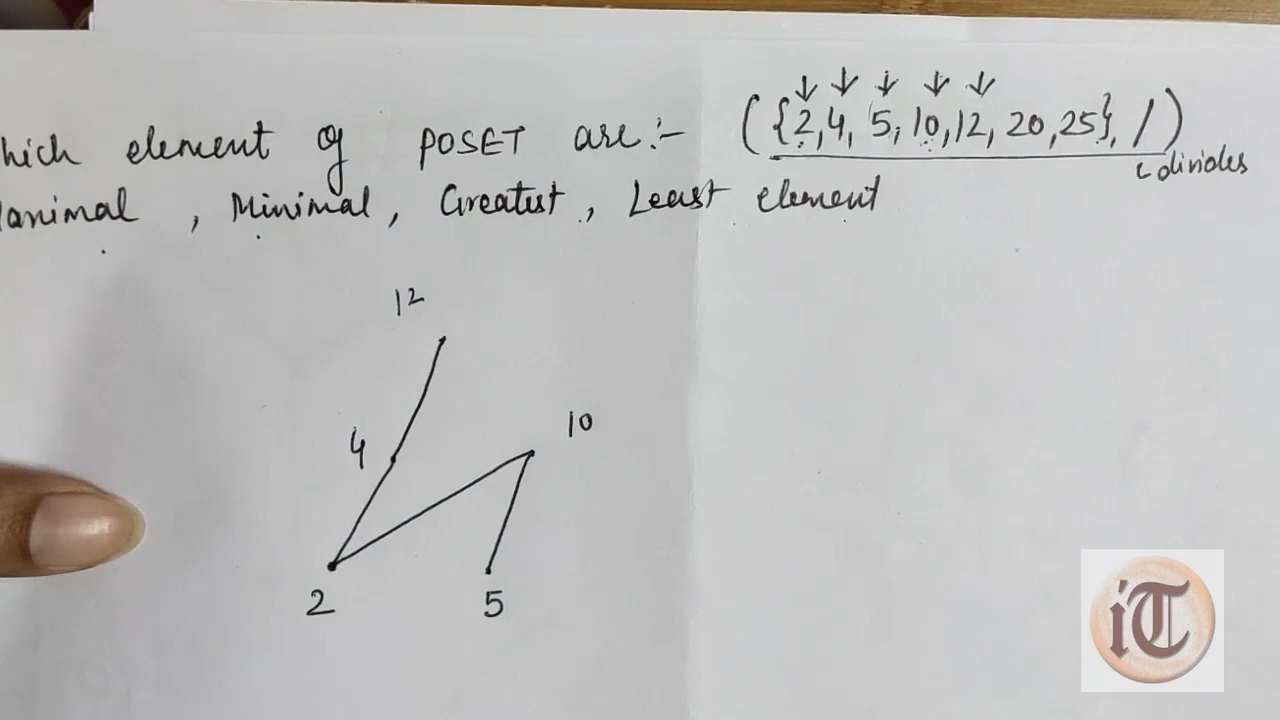 hich element of POSET are:- ({2,4, 5, 10,12, 20,25}, /)
divides
animal , Minimal, Greatest, Least element
12
10
4
2 5
iT